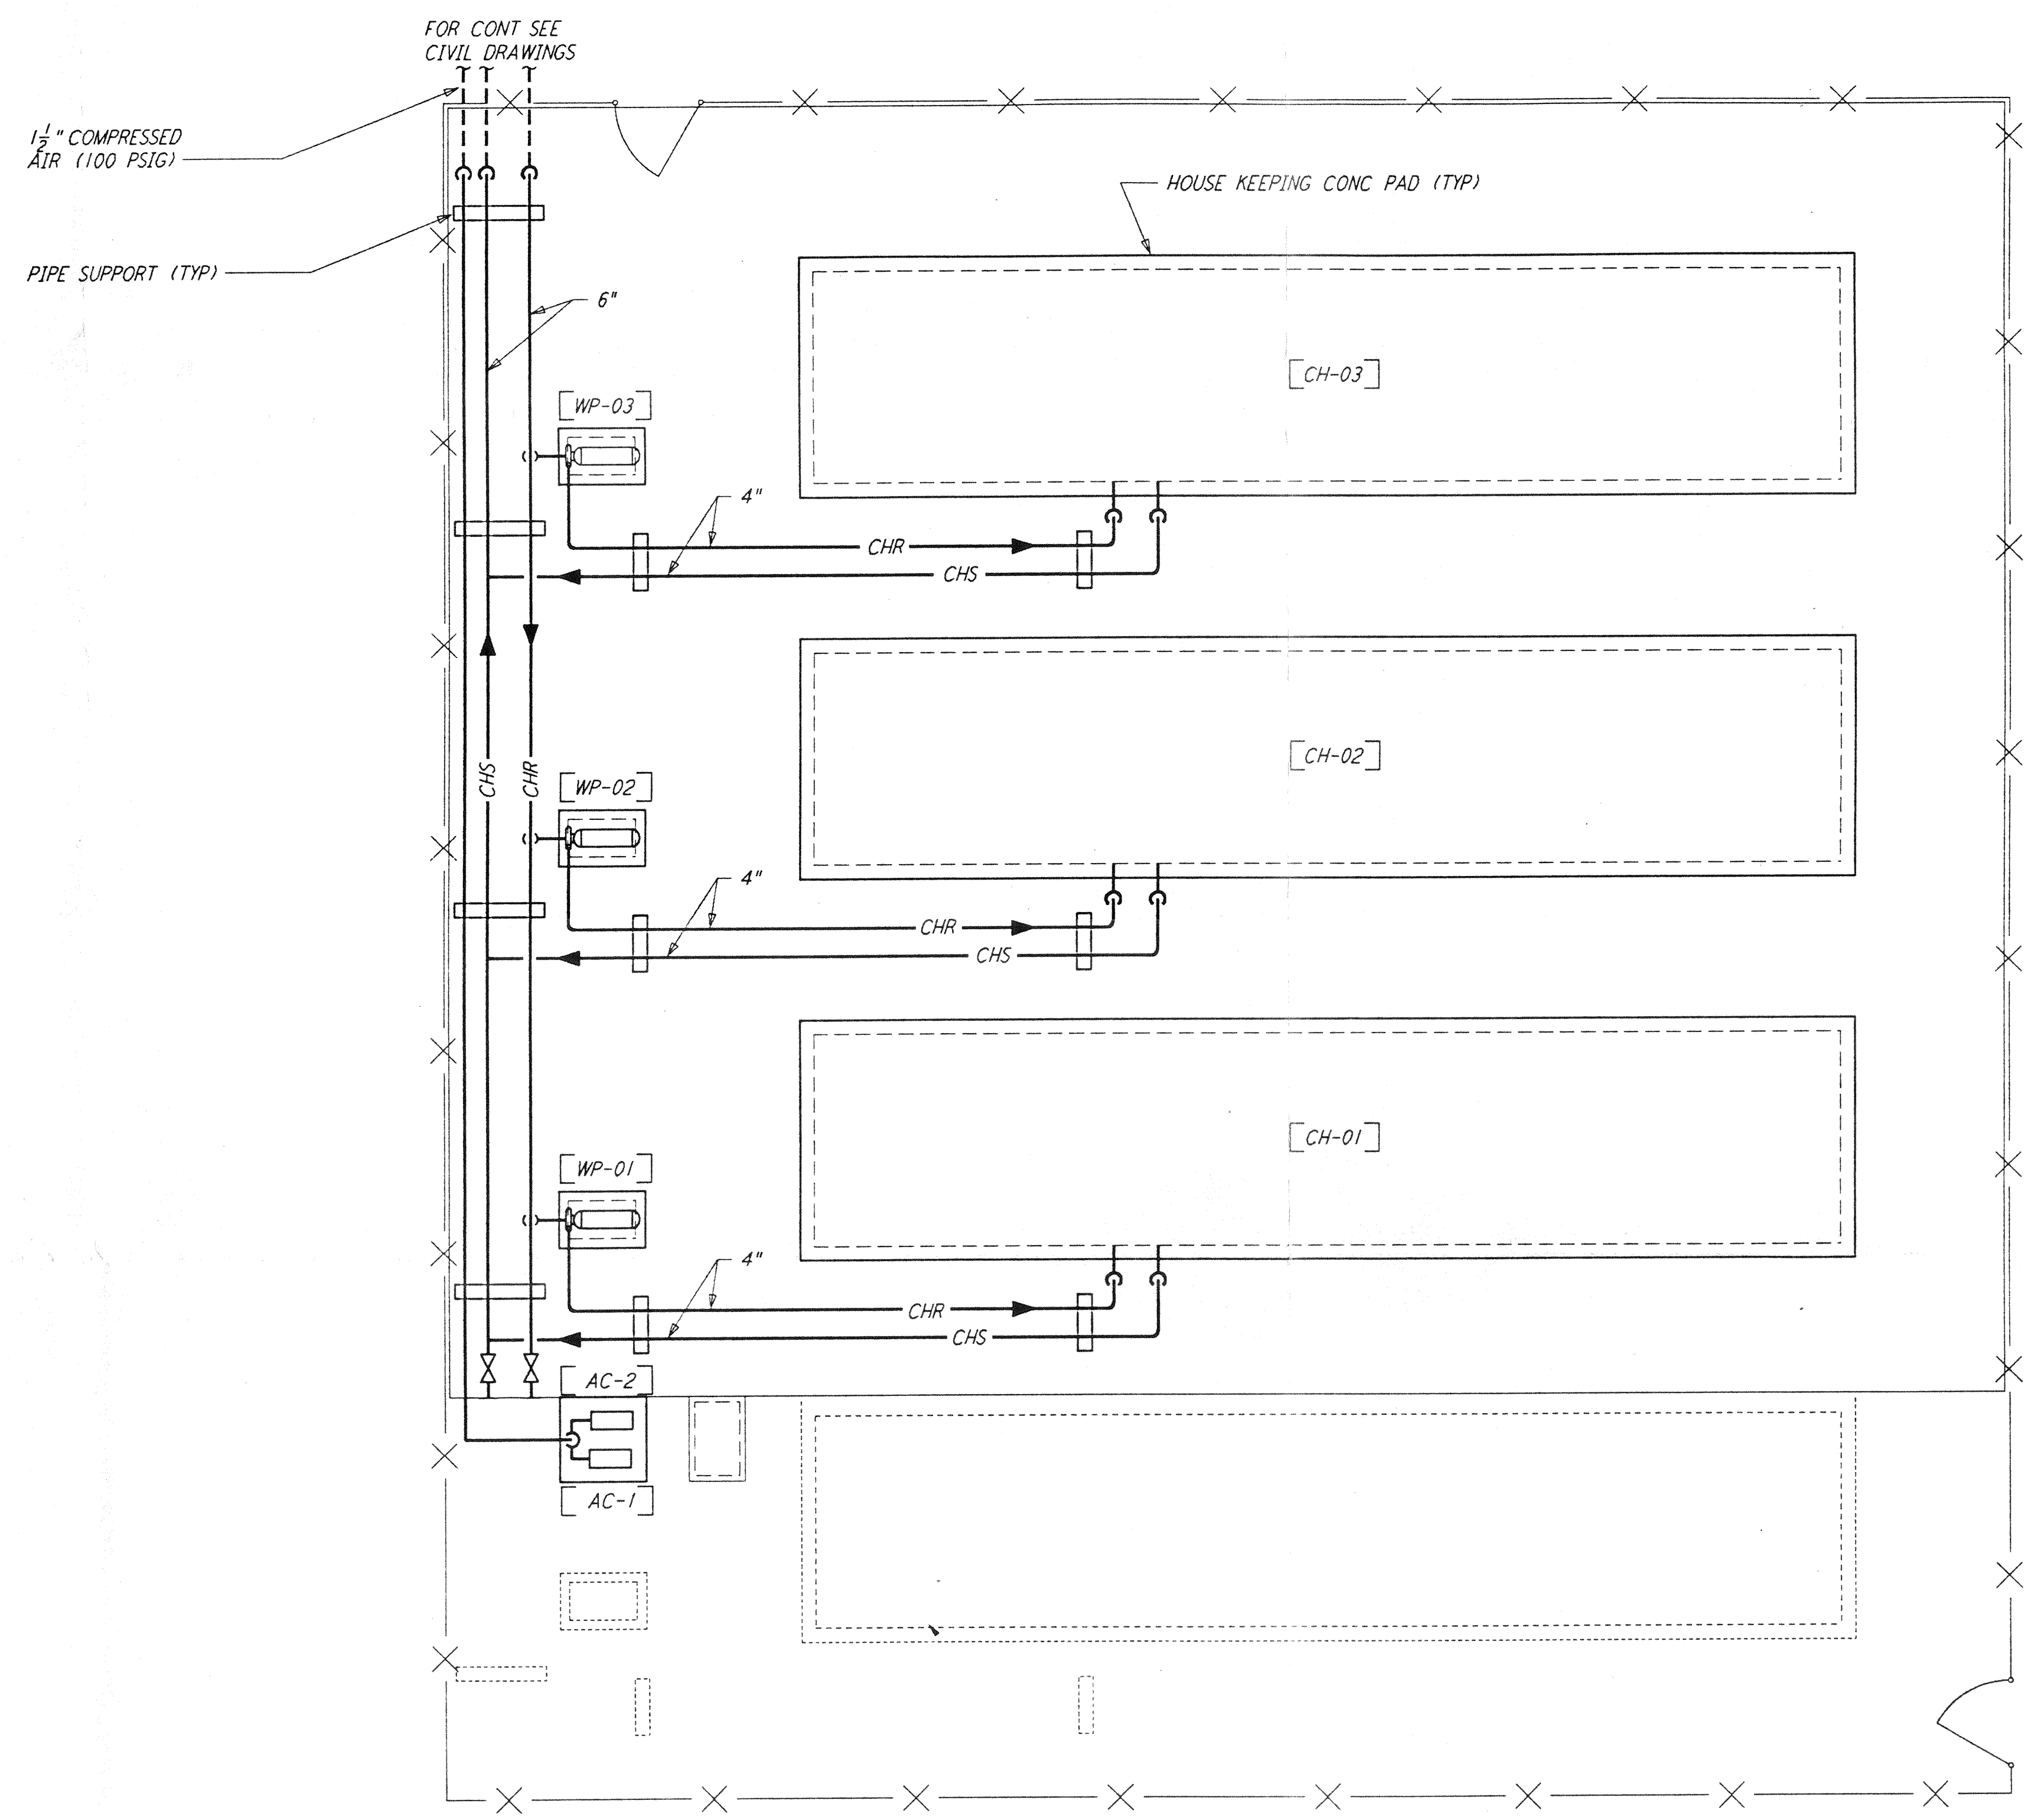 FOR CONT SEE
CIVIL DRAWINGS
1 1/2" COMPRESSED
AIR (100 PSIG)
HOUSE KEEPING CONC PAD (TYP)
PIPE SUPPORT (TYP)
6"
[CH-03]
[WP-03]
4"
CHR
CHS
CHS
CHR
[CH-02]
[WP-02]
4"
CHR
CHS
[CH-01]
[WP-01]
4"
CHR
CHS
[AC-2]
[AC-1]